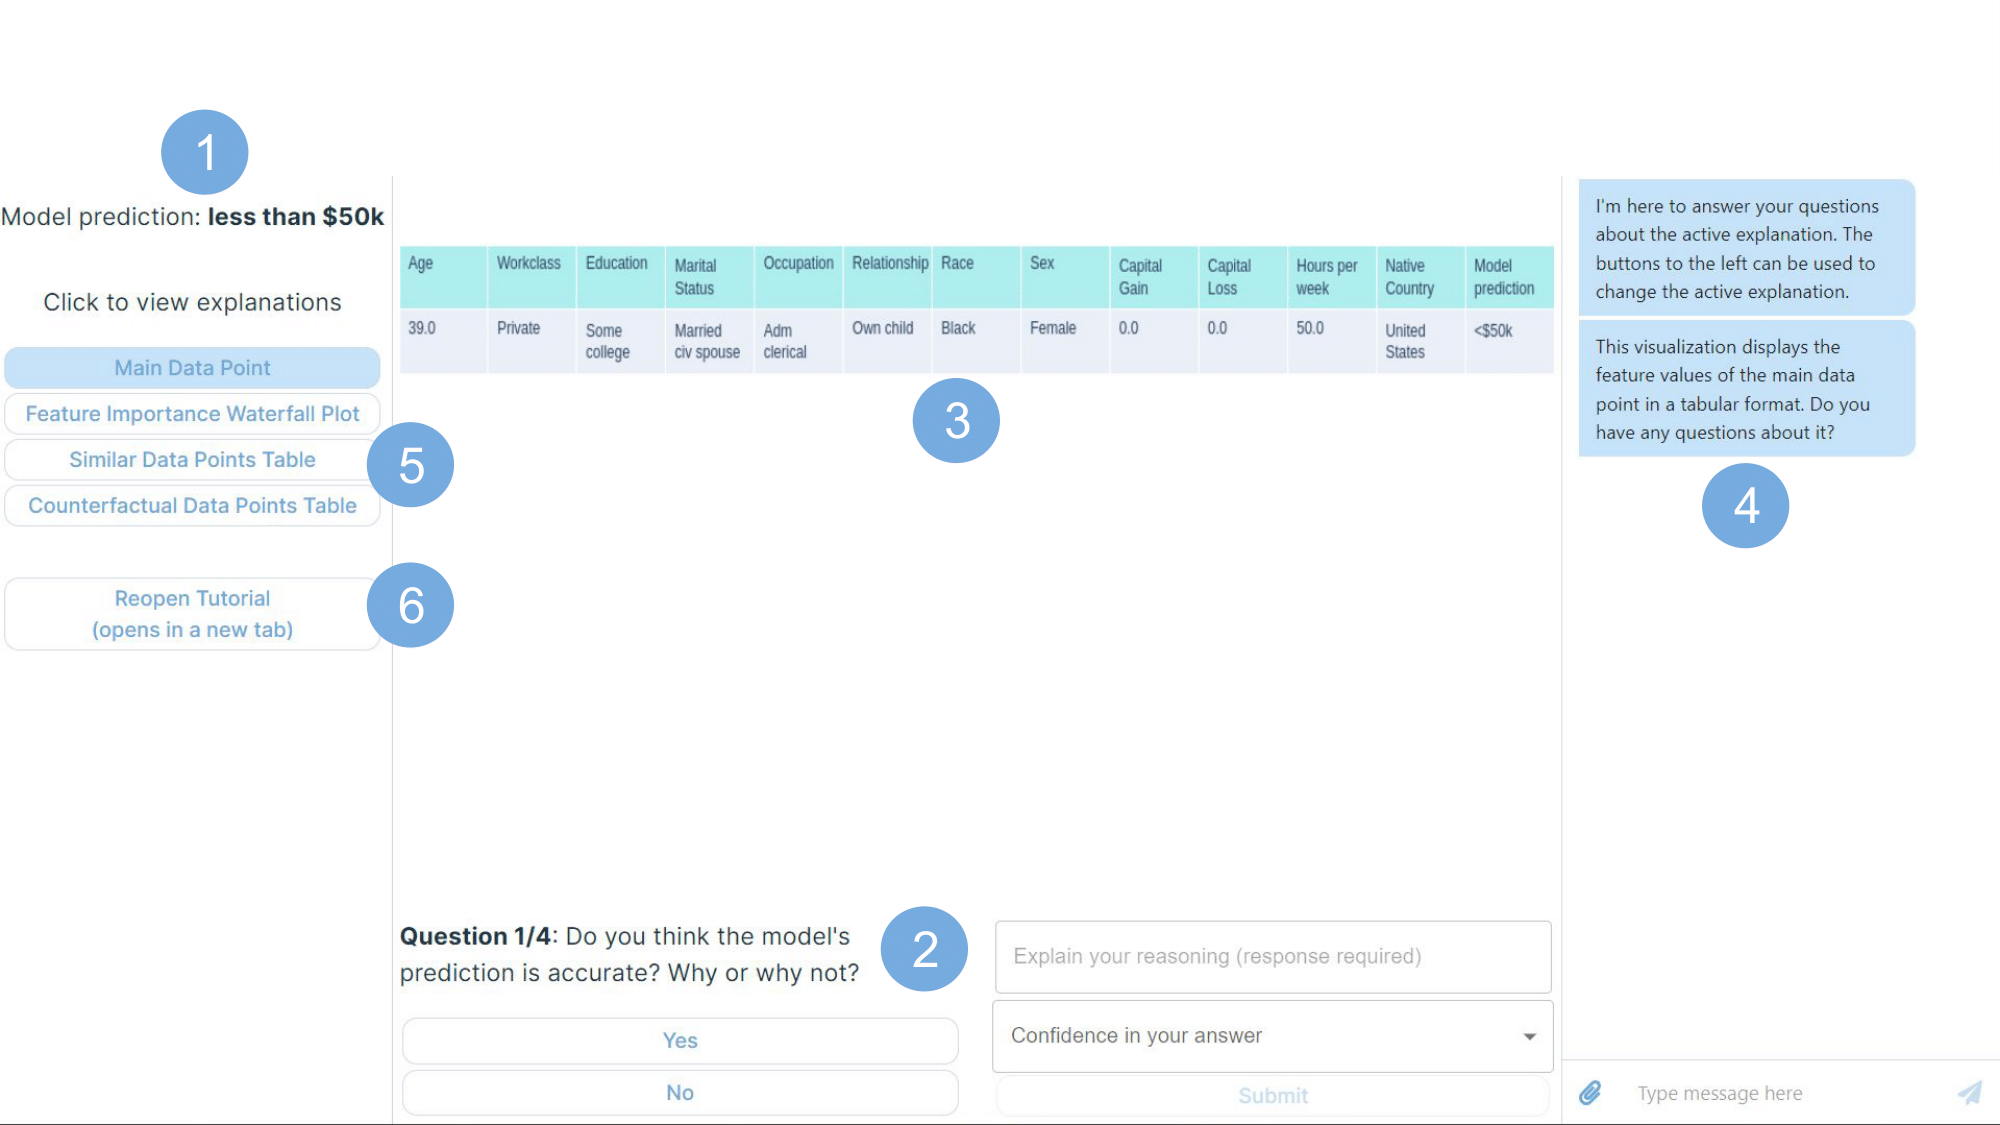 1
Model prediction: less than $50k
Click to view explanations
Main Data Point
Feature Importance Waterfall Plot
Similar Data Points Table
5
Counterfactual Data Points Table
Reopen Tutorial
(opens in a new tab)
6
Age Workclass Education Marital Status Occupation Relationship Race Sex Capital Gain Capital Loss Hours per week Native Country Model prediction
39.0 Private Some college Married civ spouse Adm clerical Own child Black Female 0.0 0.0 50.0 United States <$50k
3
Question 1/4: Do you think the model's
prediction is accurate? Why or why not?
2
Yes
No
Explain your reasoning (response required)
Confidence in your answer
Submit
I'm here to answer your questions
about the active explanation. The
buttons to the left can be used to
change the active explanation.
This visualization displays the
feature values of the main data
point in a tabular format. Do you
have any questions about it?
4
Type message here